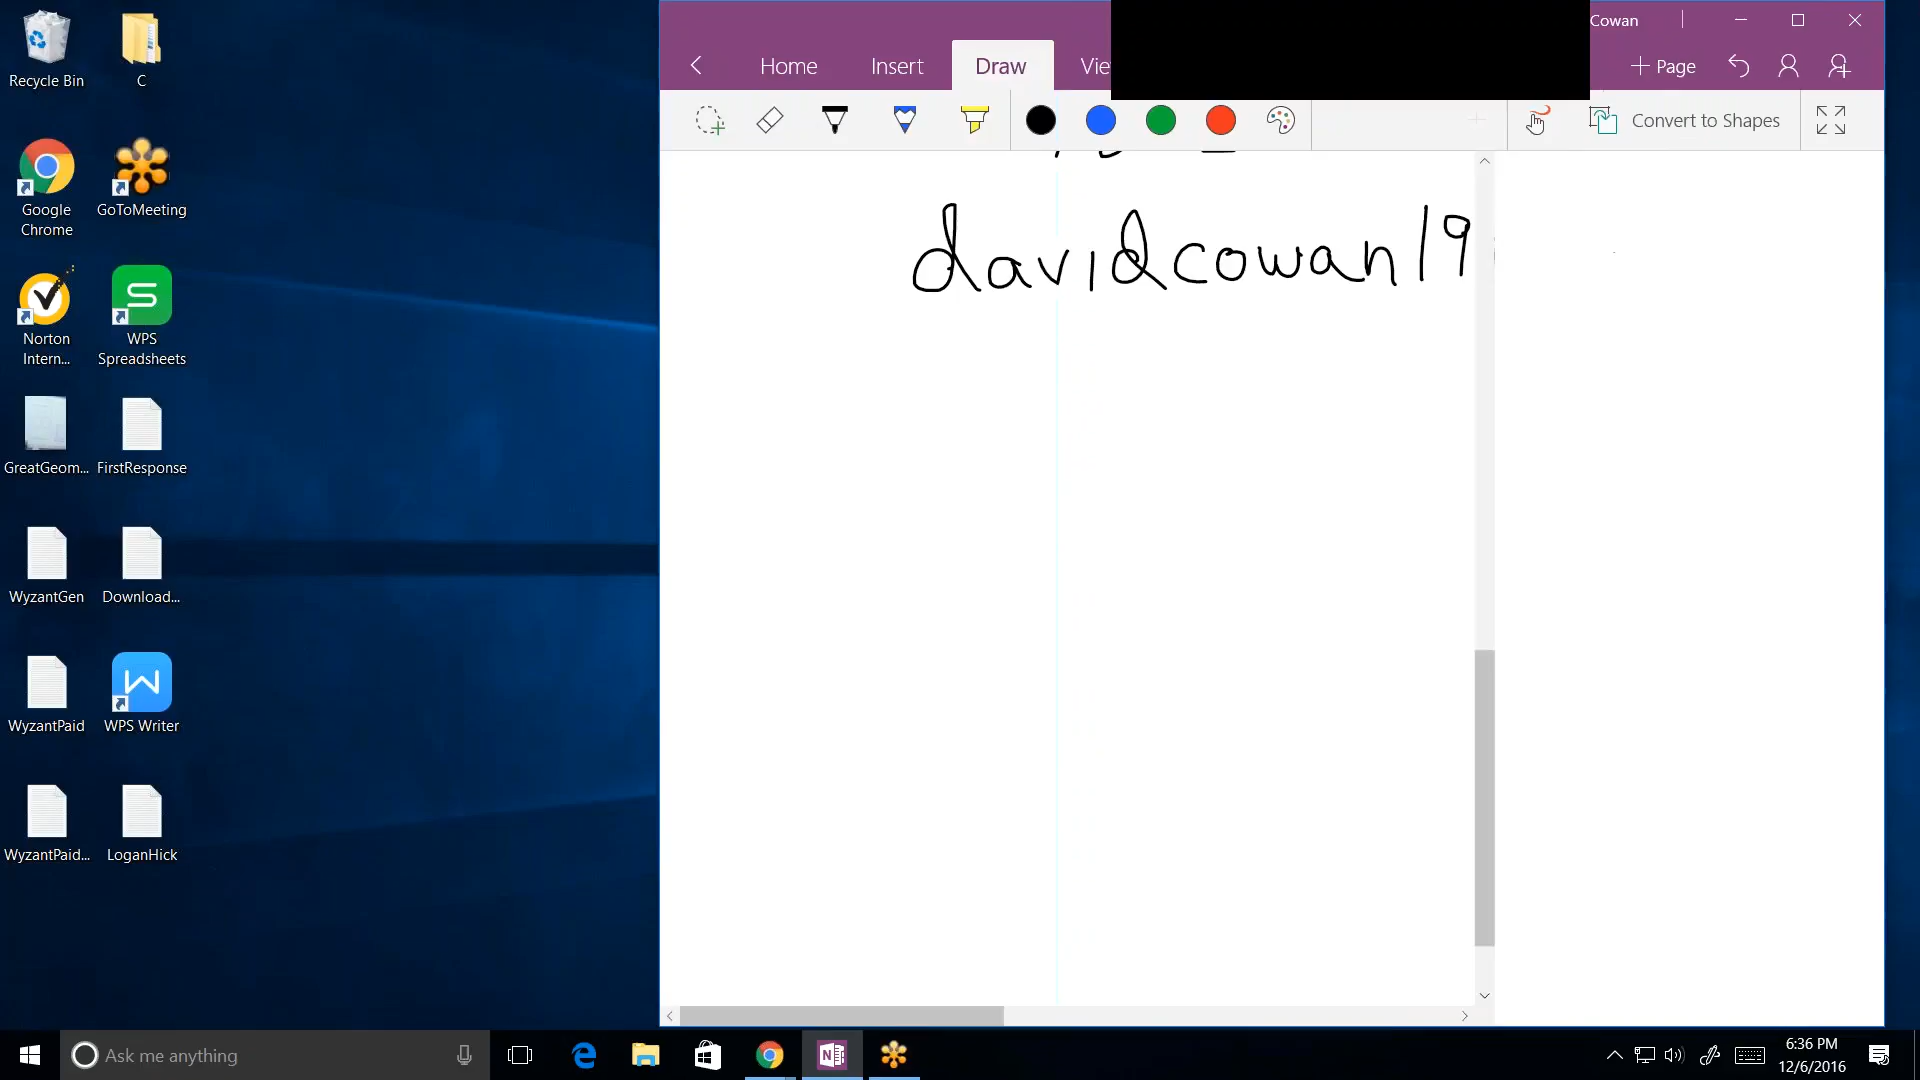 Recycle Bin
C
Google
Chrome
GoToMeeting
Norton
Intern...
WPS
Spreadsheets
GreatGeom...
FirstResponse
WyzantGen
Download...
WyzantPaid
WPS Writer
WyzantPaid...
LoganHick
Cowan
Home Insert Draw Vie
Page
Convert to Shapes
davidcowan19
Ask me anything
6:36 PM
12/6/2016